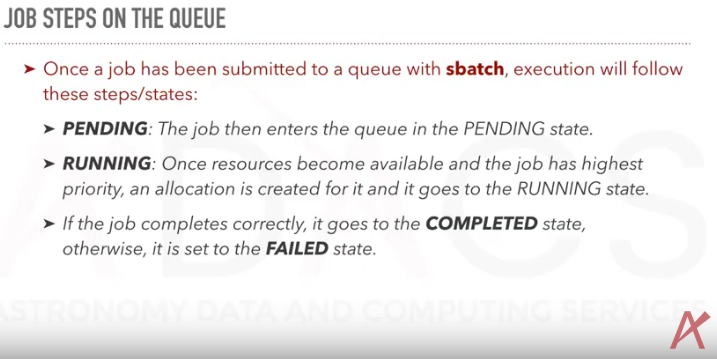 JOB STEPS ON THE QUEUE
➤ Once a job has been submitted to a queue with sbatch, execution will follow
these steps/states:
➤ PENDING: The job then enters the queue in the PENDING state.
➤ RUNNING: Once resources become available and the job has highest
priority, an allocation is created for it and it goes to the RUNNING state.
➤ If the job completes correctly, it goes to the COMPLETED state,
otherwise, it is set to the FAILED state.
ADACS
ASTRONOMY DATA AND COMPUTING SERVICES